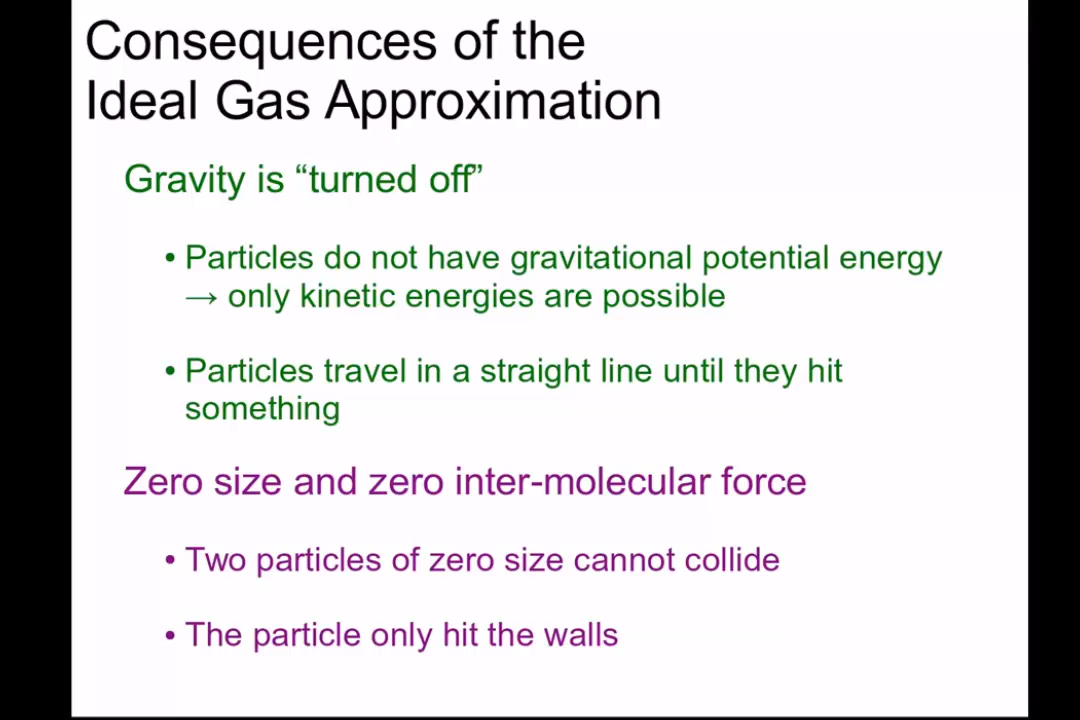 Consequences of the
Ideal Gas Approximation
Gravity is “turned off”
• Particles do not have gravitational potential energy
→ only kinetic energies are possible
• Particles travel in a straight line until they hit
something
Zero size and zero inter-molecular force
• Two particles of zero size cannot collide
• The particle only hit the walls